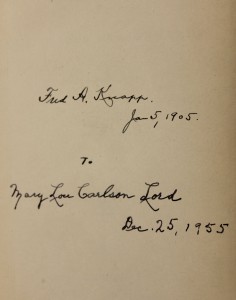 Fred A. Knapp.
Jan 5, 1905.
To
Mary Lou Carlson Lord
Dec. 25, 1955